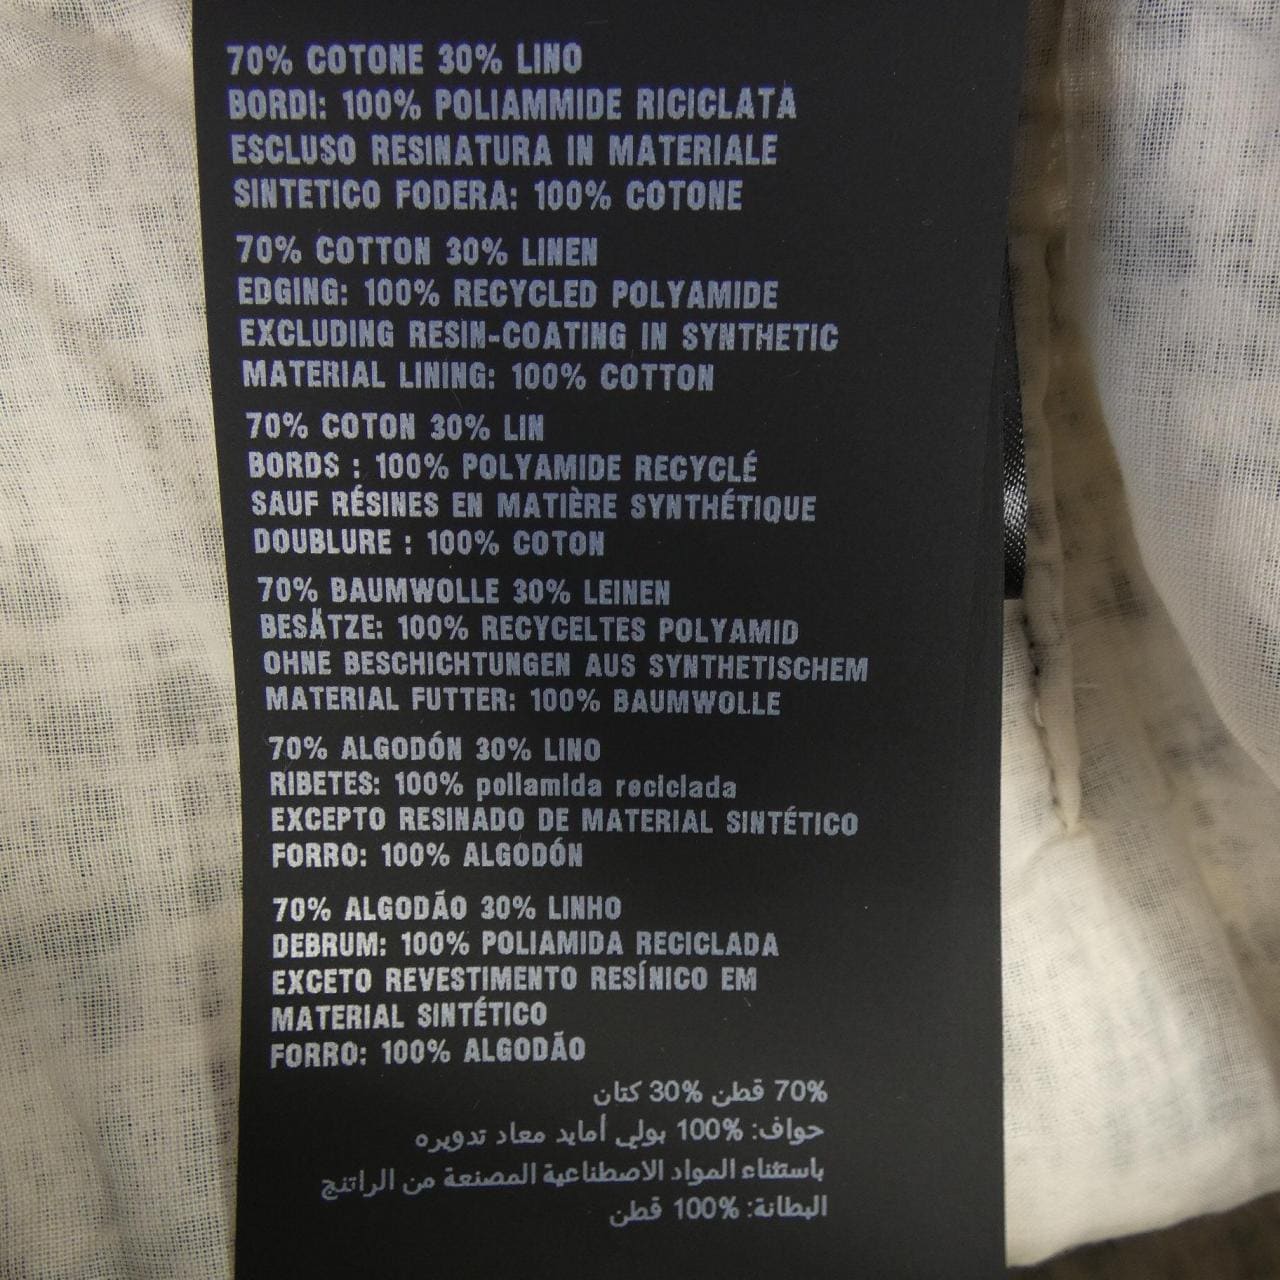 70% COTONE 30% LINO
BORDI: 100% POLIAMMIDE RICICLATA
ESCLUSO RESINATURA IN MATERIALE
SINTETICO FODERA: 100% COTONE
70% COTTON 30% LINEN
EDGING: 100% RECYCLED POLYAMIDE
EXCLUDING RESIN-COATING IN SYNTHETIC
MATERIAL LINING: 100% COTTON
70% COTON 30% LIN
BORDS : 100% POLYAMIDE RECYCLÉ
SAUF RÉSINES EN MATIÈRE SYNTHÉTIQUE
DOUBLURE : 100% COTON
70% BAUMWOLLE 30% LEINEN
BESÄTZE: 100% RECYCELTES POLYAMID
OHNE BESCHICHTUNGEN AUS SYNTHETISCHEM
MATERIAL FUTTER: 100% BAUMWOLLE
70% ALGODÓN 30% LINO
RIBETES: 100% poliamida reciclada
EXCEPTO RESINADO DE MATERIAL SINTÉTICO
FORRO: 100% ALGODÓN
70% ALGODÃO 30% LINHO
DEBRUM: 100% POLIAMIDA RECICLADA
EXCETO REVESTIMENTO RESÍNICO EM
MATERIAL SINTÉTICO
FORRO: 100% ALGODÃO
70% قطن 30% كتان
حواف: 100% بولي أمايد معاد تدويره
باستثناء المواد الاصطناعية المصنعة من الراتنج
البطانة: 100% قطن